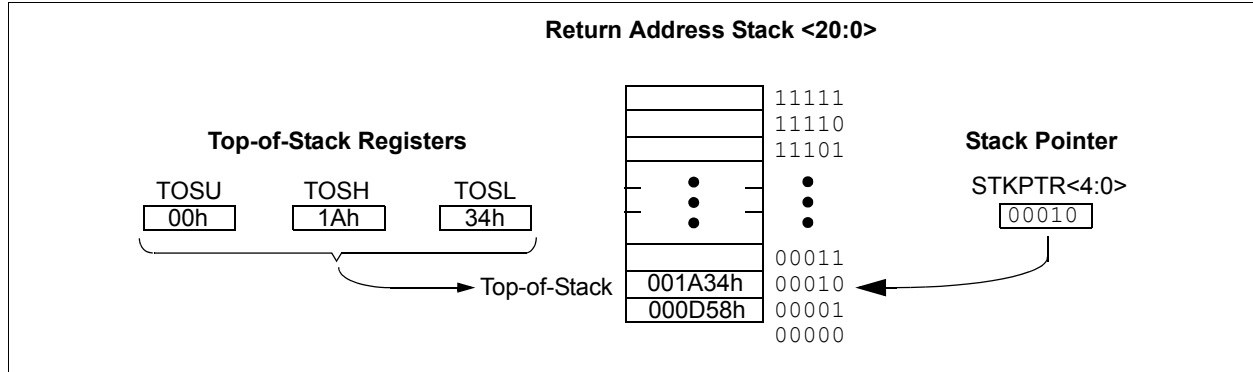 Return Address Stack <20:0>
11111
11110
Top-of-Stack Registers
11101
Stack Pointer
TOSU TOSH TOSL
STKPTR<4:0>
00h 1Ah 34h
00010
00011
Top-of-Stack 001A34h 00010
000D58h 00001
00000